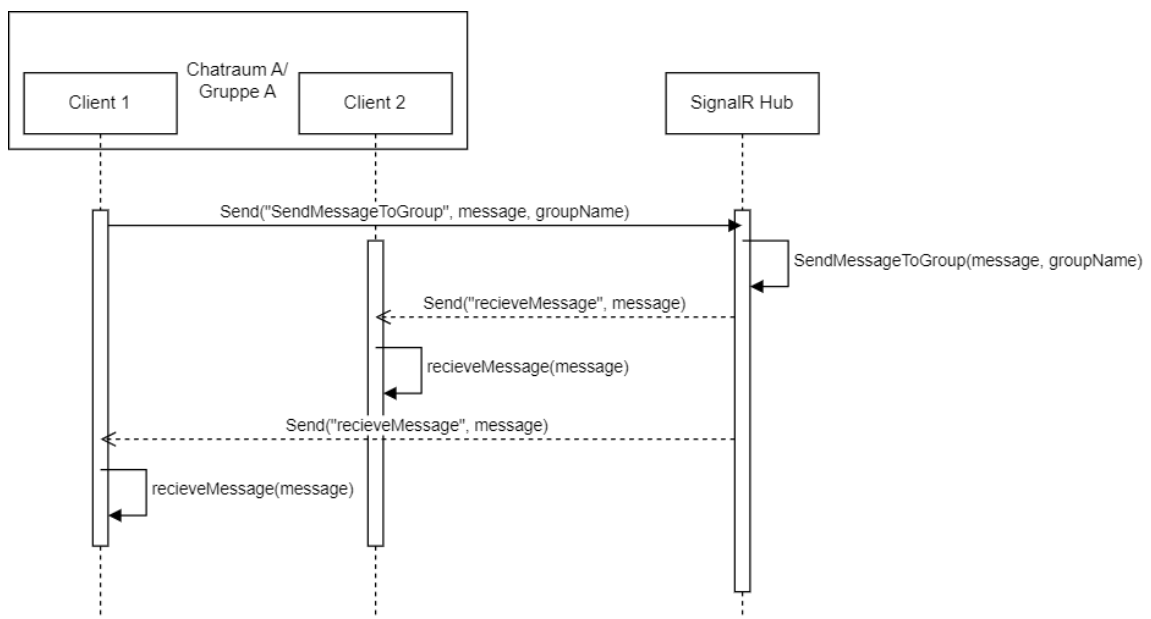 Chatraum A/
Gruppe A
Client 1
Client 2
SignalR Hub
Send("SendMessageToGroup", message, groupName)
SendMessageToGroup(message, groupName)
Send("recieveMessage", message)
recieveMessage(message)
Send("recieveMessage", message)
recieveMessage(message)